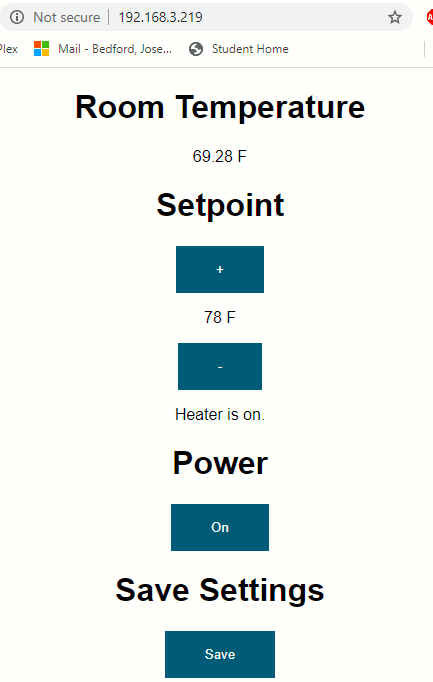 Not secure | 192.168.3.219
Plex Mail - Bedford, Jose... Student Home
Room Temperature
69.28 F
Setpoint
+
78 F
-
Heater is on.
Power
On
Save Settings
Save